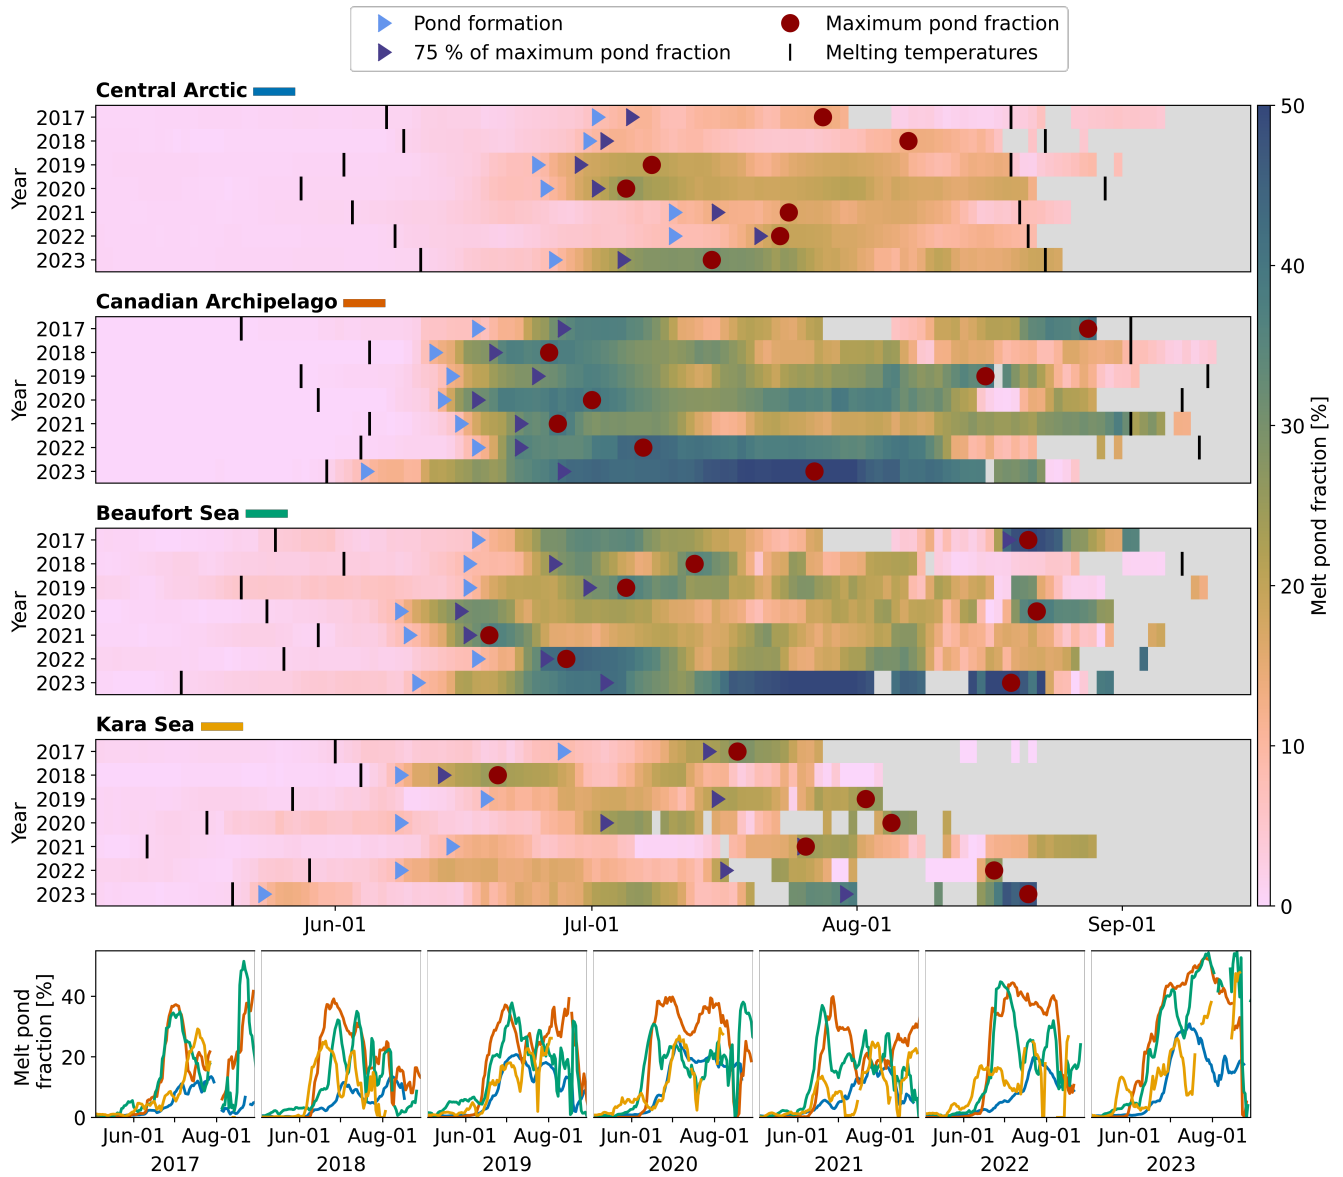 Pond formation
75 % of maximum pond fraction
Maximum pond fraction
Melting temperatures
Central Arctic
Year
2017
2018
2019
2020
2021
2022
2023
Canadian Archipelago
Year
2017
2018
2019
2020
2021
2022
2023
Beaufort Sea
Year
2017
2018
2019
2020
2021
2022
2023
Kara Sea
Year
2017
2018
2019
2020
2021
2022
2023
Jun-01 Jul-01 Aug-01 Sep-01
50
40
30
20
10
0
Melt pond fraction [%]
Melt pond
fraction [%]
40
20
0
Jun-01 Aug-01 Jun-01 Aug-01 Jun-01 Aug-01 Jun-01 Aug-01 Jun-01 Aug-01 Jun-01 Aug-01 Jun-01 Aug-01
2017 2018 2019 2020 2021 2022 2023